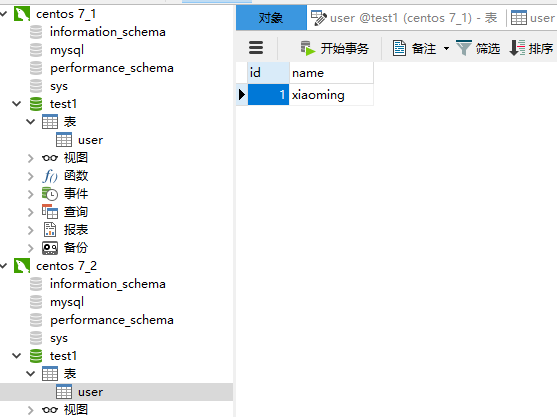 centos 7_1
information_schema
mysql
performance_schema
sys
test1
表
user
视图
函数
事件
查询
报表
备份
centos 7_2
information_schema
mysql
performance_schema
sys
test1
表
user
视图
对象 user @test1 (centos 7_1) - 表 user
开始事务 备注 筛选 排序
id name
1 xiaoming